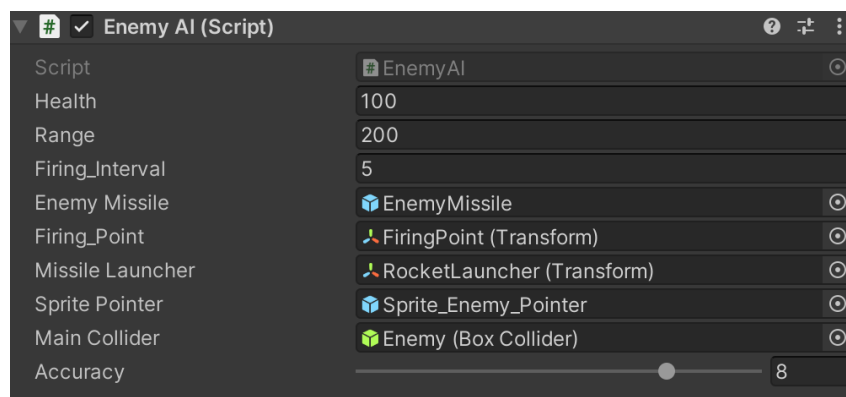 Enemy AI (Script)
Script EnemyAI
Health 100
Range 200
Firing_Interval 5
Enemy Missile EnemyMissile
Firing_Point FiringPoint (Transform)
Missile Launcher RocketLauncher (Transform)
Sprite Pointer Sprite_Enemy_Pointer
Main Collider Enemy (Box Collider)
Accuracy 8